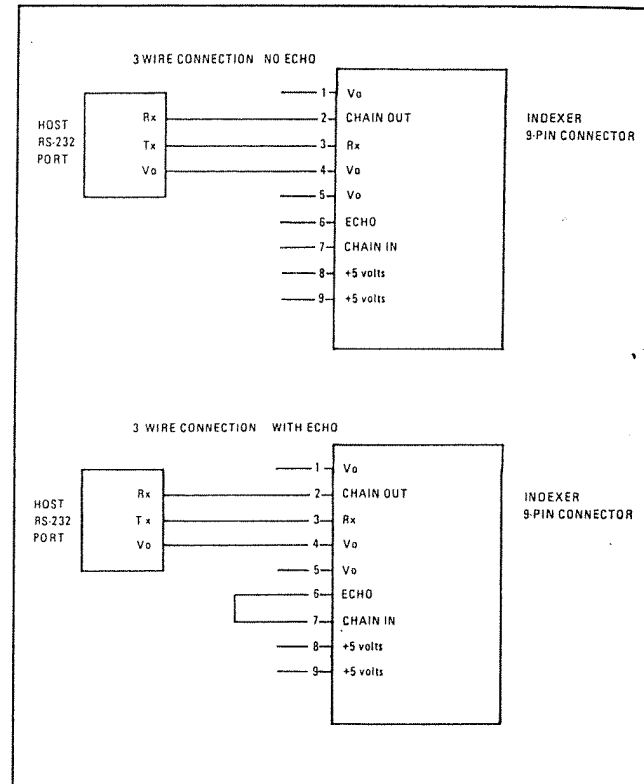 3 WIRE CONNECTION NO ECHO
HOST
RS-232
PORT
Rx
Tx
Vo
1 Vo
2 CHAIN OUT
3 Rx
4 Vo
5 Vo
6 ECHO
7 CHAIN IN
8 +5 volts
9 +5 volts
INDEXER
9-PIN CONNECTOR
3 WIRE CONNECTION WITH ECHO
HOST
RS-232
PORT
Rx
Tx
Vo
1 Vo
2 CHAIN OUT
3 Rx
4 Vo
5 Vo
6 ECHO
7 CHAIN IN
8 +5 volts
9 +5 volts
INDEXER
9-PIN CONNECTOR